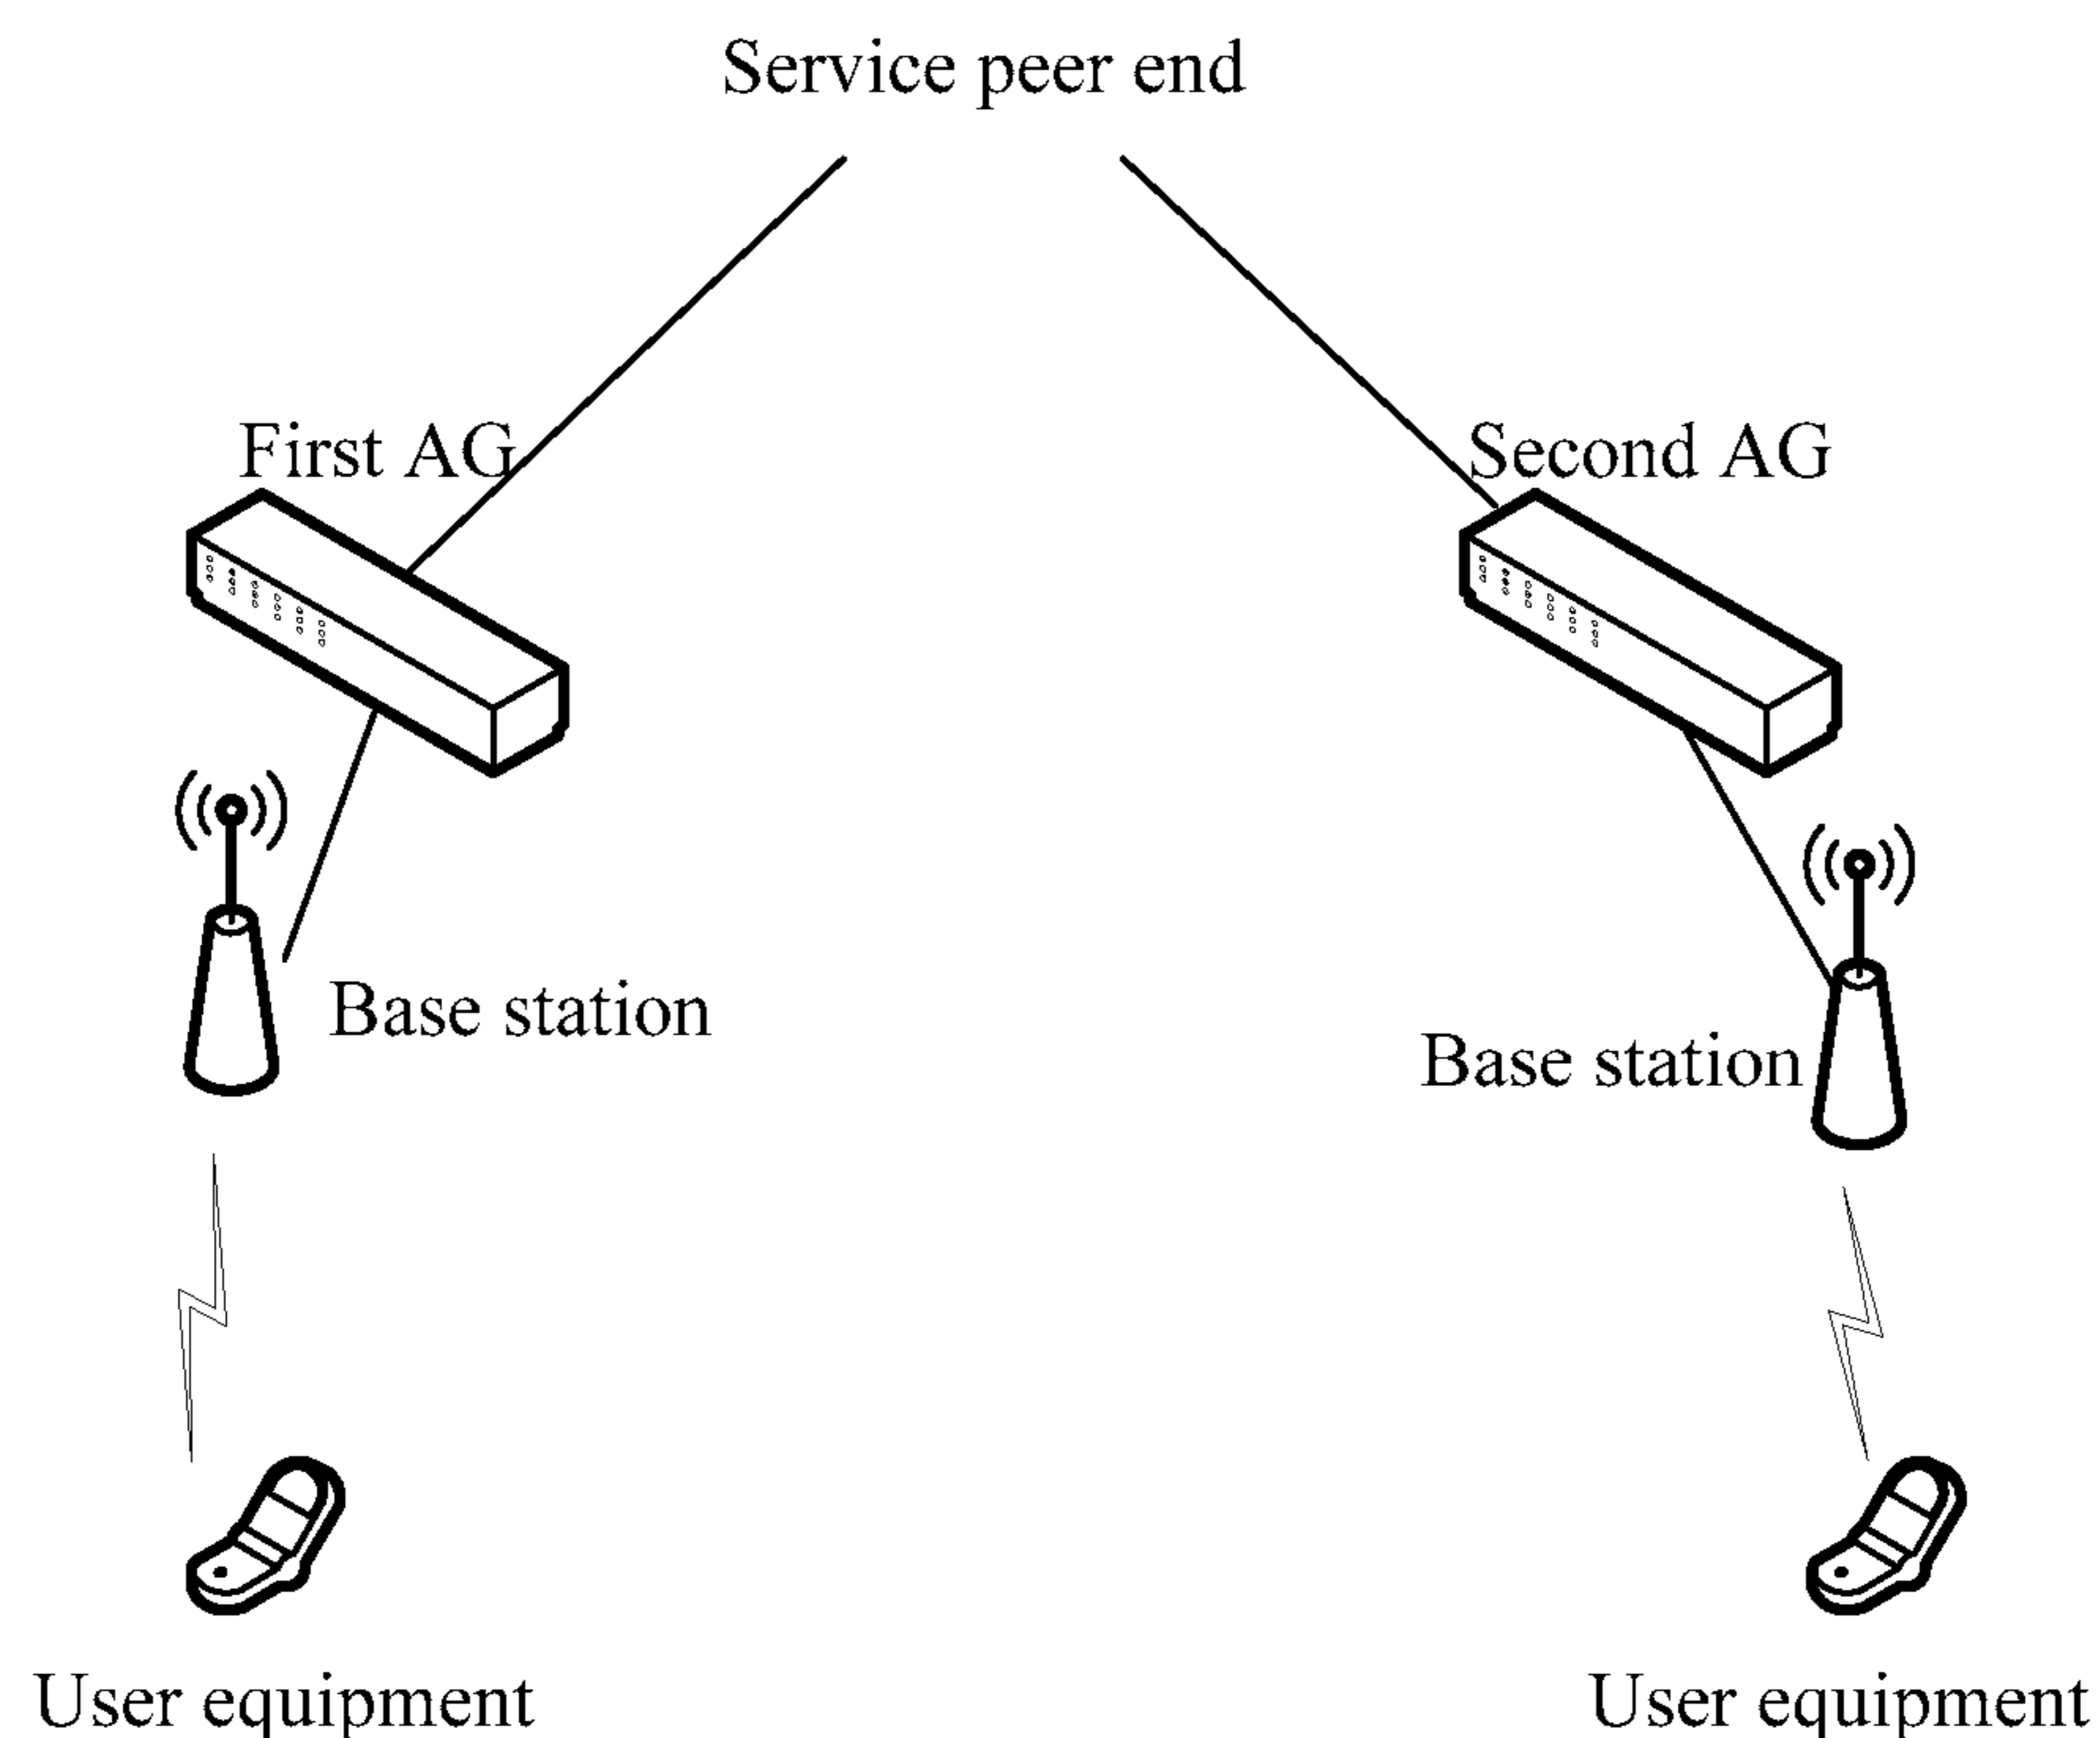 Service peer end
First AG
Second AG
Base station
Base station
User equipment
User equipment